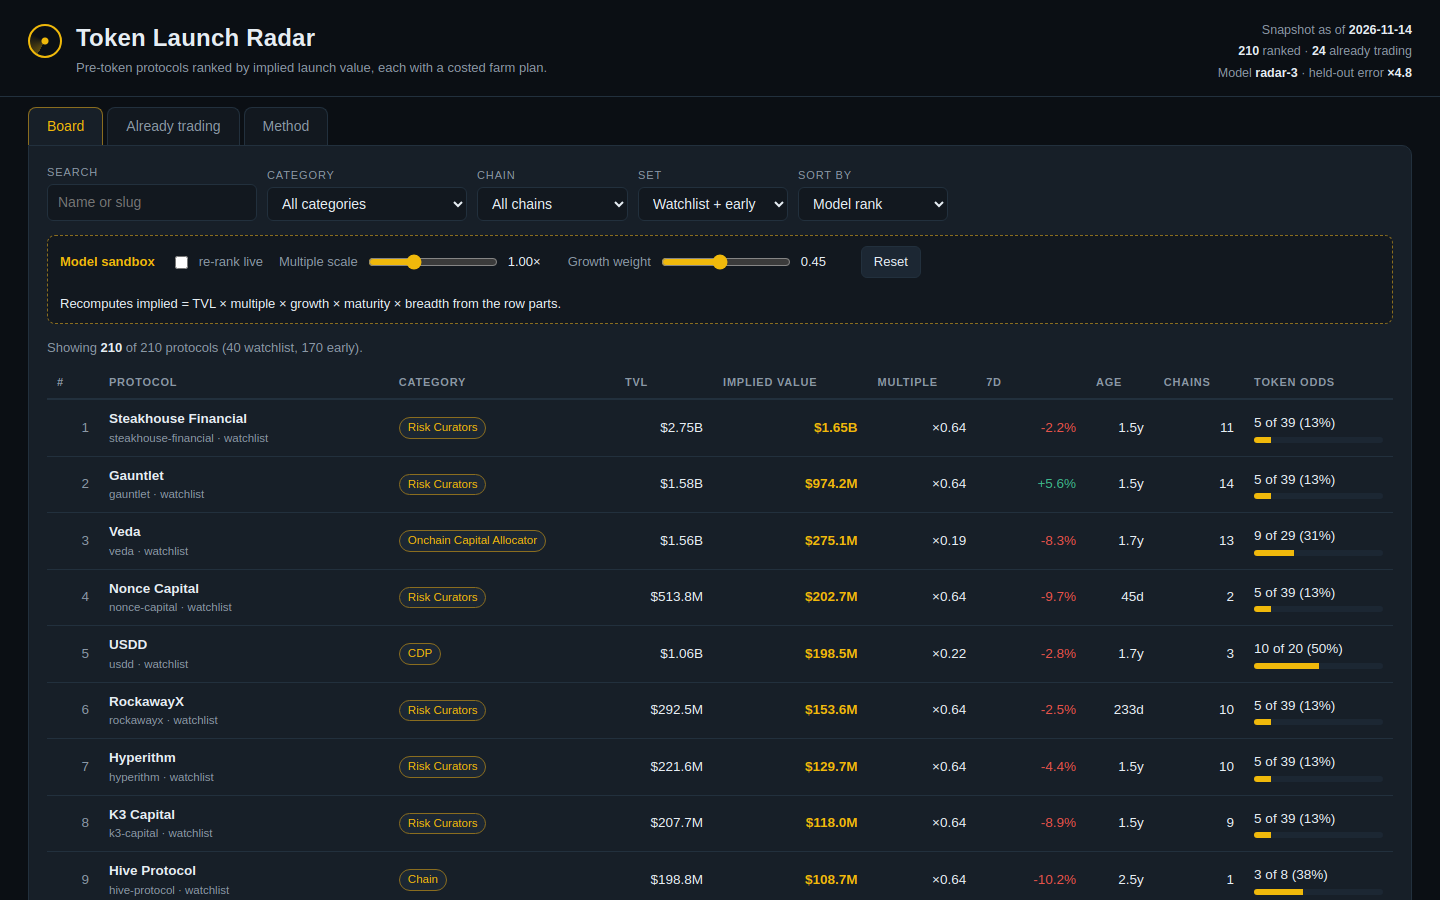 Token Launch Radar
Pre-token protocols ranked by implied launch value, each with a costed farm plan.
Snapshot as of 2026-11-14
210 ranked · 24 already trading
Model radar-3 · held-out error ×4.8
Board Already trading Method
SEARCH CATEGORY CHAIN SET SORT BY
Name or slug All categories All chains Watchlist + early Model rank
Model sandbox re-rank live Multiple scale 1.00× Growth weight 0.45 Reset
Recomputes implied = TVL × multiple × growth × maturity × breadth from the row parts.
Showing 210 of 210 protocols (40 watchlist, 170 early).
# PROTOCOL CATEGORY TVL IMPLIED VALUE MULTIPLE 7D AGE CHAINS TOKEN ODDS
1 Steakhouse Financial Risk Curators $2.75B $1.65B ×0.64 -2.2% 1.5y 11 5 of 39 (13%)
steakhouse-financial · watchlist
2 Gauntlet Risk Curators $1.58B $974.2M ×0.64 +5.6% 1.5y 14 5 of 39 (13%)
gauntlet · watchlist
3 Veda Onchain Capital Allocator $1.56B $275.1M ×0.19 -8.3% 1.7y 13 9 of 29 (31%)
veda · watchlist
4 Nonce Capital Risk Curators $513.8M $202.7M ×0.64 -9.7% 45d 2 5 of 39 (13%)
nonce-capital · watchlist
5 USDD CDP $1.06B $198.5M ×0.22 -2.8% 1.7y 3 10 of 20 (50%)
usdd · watchlist
6 RockawayX Risk Curators $292.5M $153.6M ×0.64 -2.5% 233d 10 5 of 39 (13%)
rockawayx · watchlist
7 Hyperithm Risk Curators $221.6M $129.7M ×0.64 -4.4% 1.5y 10 5 of 39 (13%)
hyperithm · watchlist
8 K3 Capital Risk Curators $207.7M $118.0M ×0.64 -8.9% 1.5y 9 5 of 39 (13%)
k3-capital · watchlist
9 Hive Protocol Chain $198.8M $108.7M ×0.64 -10.2% 2.5y 1 3 of 8 (38%)
hive-protocol · watchlist